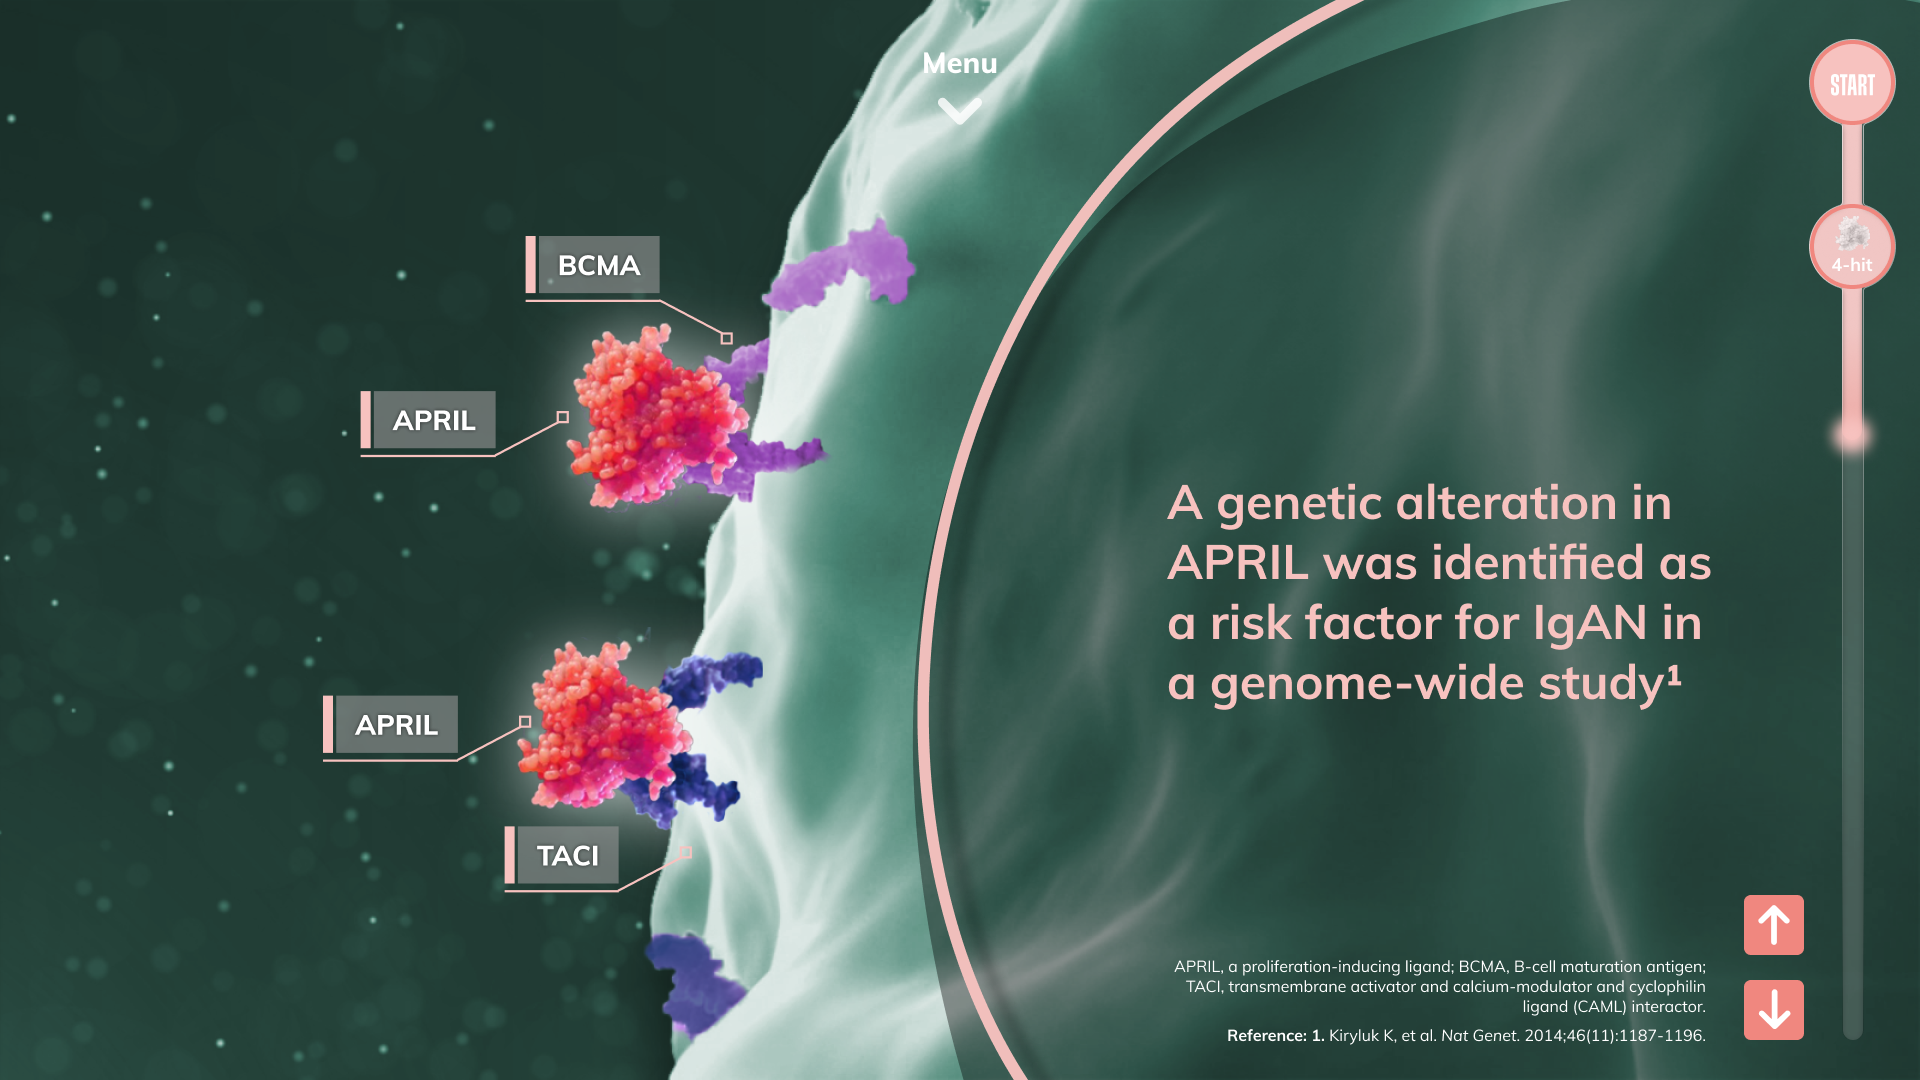 Menu
START
4-hit
BCMA
APRIL
APRIL
TACI
A genetic alteration in
APRIL was identified as
a risk factor for IgAN in
a genome-wide study¹
APRIL, a proliferation-inducing ligand; BCMA, B-cell maturation antigen;
TACI, transmembrane activator and calcium-modulator and cyclophilin
ligand (CAML) interactor.
Reference: 1. Kiryluk K, et al. Nat Genet. 2014;46(11):1187-1196.